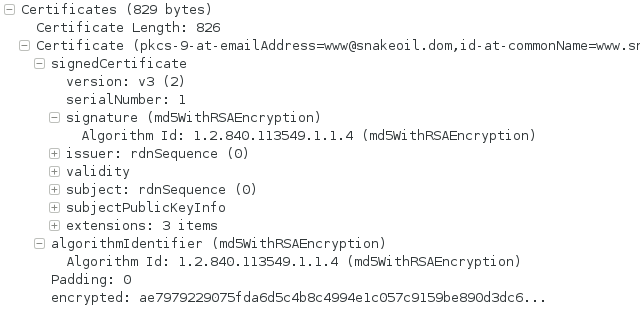 Certificates (829 bytes)
Certificate Length: 826
Certificate (pkcs-9-at-emailAddress=www@snakeoil.dom,id-at-commonName=www.sn
signedCertificate
version: v3 (2)
serialNumber: 1
signature (md5WithRSAEncryption)
Algorithm Id: 1.2.840.113549.1.1.4 (md5WithRSAEncryption)
issuer: rdnSequence (0)
validity
subject: rdnSequence (0)
subjectPublicKeyInfo
extensions: 3 items
algorithmIdentifier (md5WithRSAEncryption)
Algorithm Id: 1.2.840.113549.1.1.4 (md5WithRSAEncryption)
Padding: 0
encrypted: ae7979229075fda6d5c4b8c4994e1c057c9159be890d3dc6...